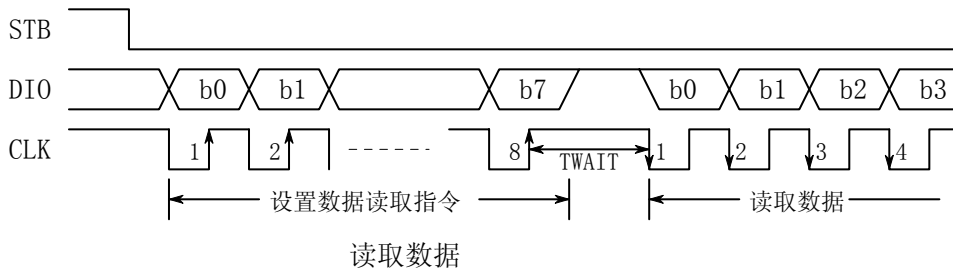 STB
DIO b0 b1 b7 b0 b1 b2 b3
CLK 1 2 8 TWAIT 1 2 3 4
设置数据读取指令 读取数据
读取数据